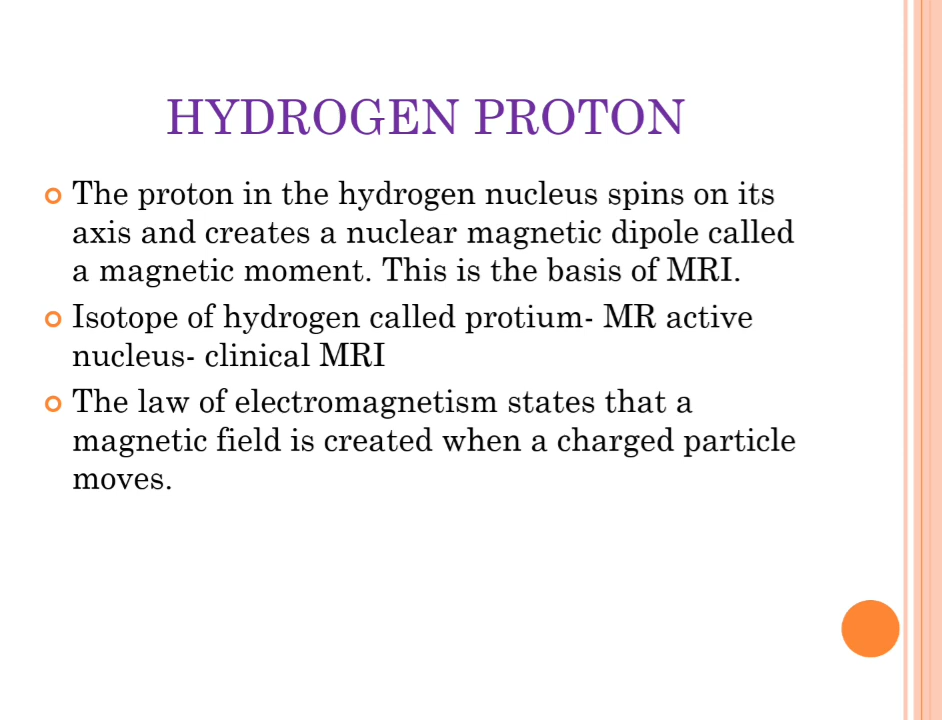 HYDROGEN PROTON
The proton in the hydrogen nucleus spins on its
axis and creates a nuclear magnetic dipole called
a magnetic moment. This is the basis of MRI.
Isotope of hydrogen called protium- MR active
nucleus- clinical MRI
The law of electromagnetism states that a
magnetic field is created when a charged particle
moves.